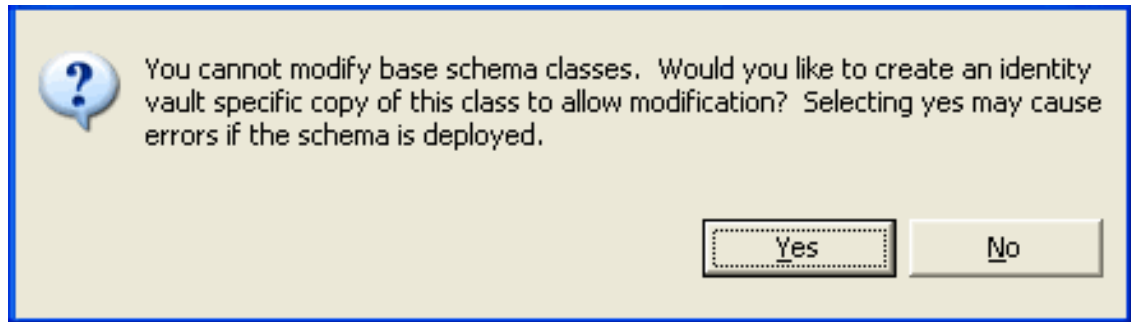 You cannot modify base schema classes.  Would you like to create an identity
vault specific copy of this class to allow modification?  Selecting yes may cause
errors if the schema is deployed.
Yes No